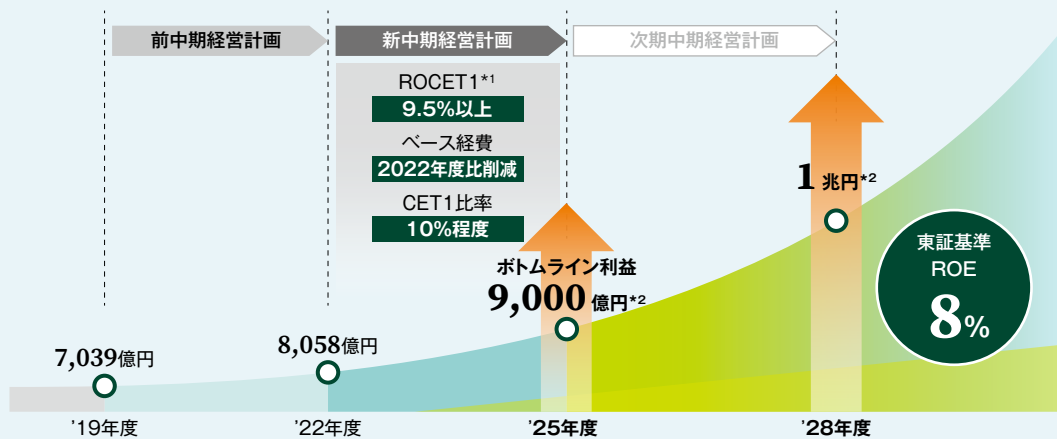 前中期経営計画
新中期経営計画
次期中期経営計画
ROCET1*1
9.5%以上
ベース経費
2022年度比削減
CET1比率
10%程度
7,039億円
8,058億円
ボトムライン利益
9,000億円*2
1兆円*2
東証基準
ROE
8%
'19年度
'22年度
'25年度
'28年度